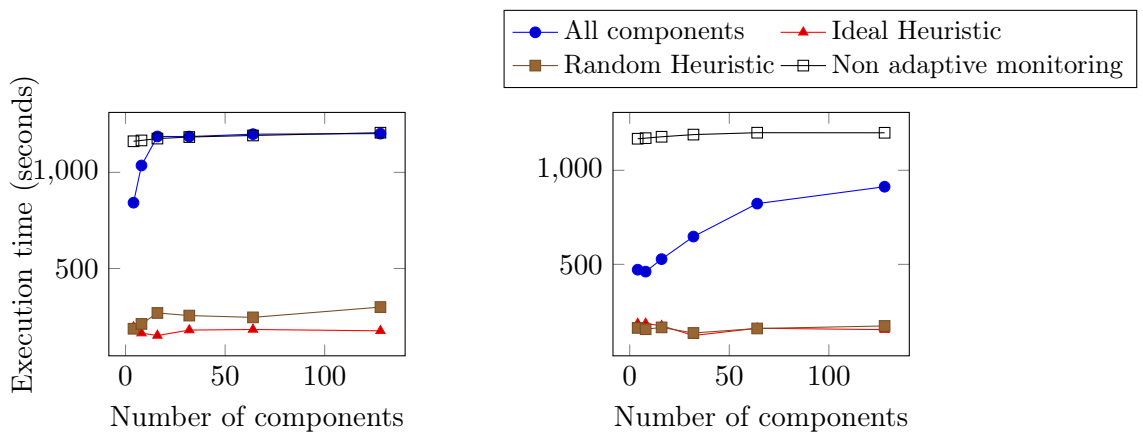 All components
Ideal Heuristic
Random Heuristic
Non adaptive monitoring
Execution time (seconds)
1,000
500
0
50
100
Number of components
1,000
500
0
50
100
Number of components